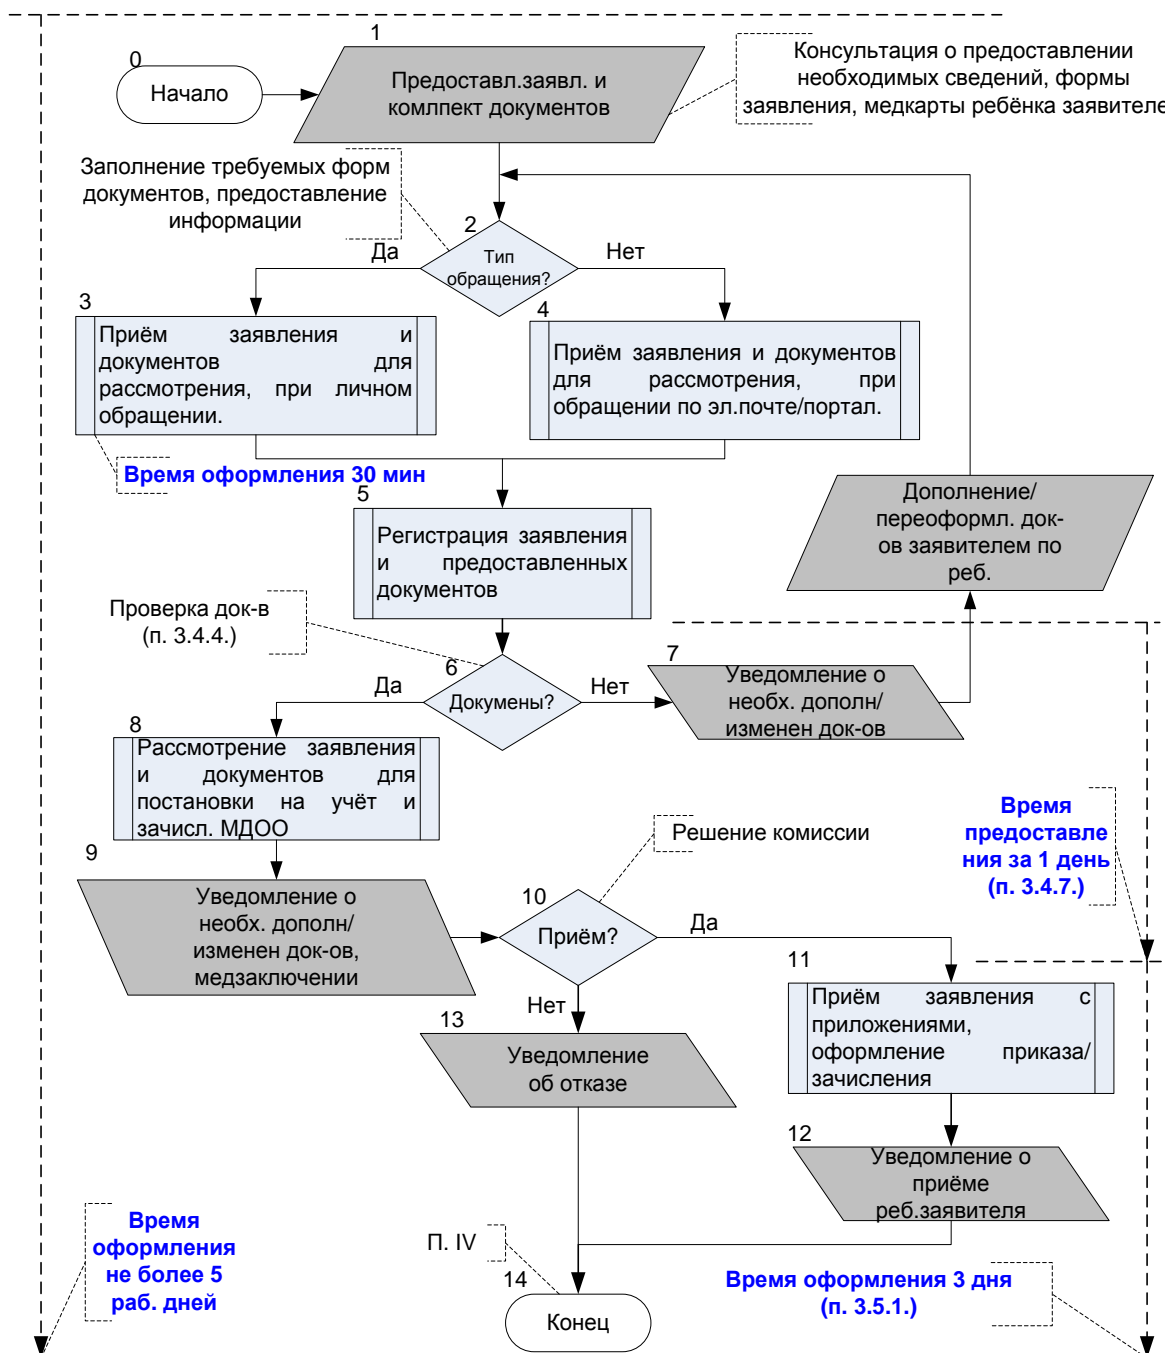 1
0
Начало
Предоставл.заявл. и
комлпект документов
Консультация о предоставлении
необходимых сведений, формы
заявления, медкарты ребёнка заявителе
Заполнение требуемых форм
документов, предоставление
информации
2
Тип
обращения?
Да
Нет
3
Приём заявления и
документов для
рассмотрения, при личном
обращении.
4
Приём заявления и документов
для рассмотрения, при
обращении по эл.почте/портал.
Время оформления 30 мин
5
Регистрация заявления
и предоставленных
документов
Дополнение/
переоформл. док-
ов заявителем по
реб.
Проверка док-в
(п. 3.4.4.)
6
Докумены?
Да
Нет
7
Уведомление о
необх. дополн/
изменен док-ов
8
Рассмотрение заявления
и документов для
постановки на учёт и
зачисл. МДОО
Время
предоставле
ния за 1 день
(п. 3.4.7.)
Решение комиссии
9
Уведомление о
необх. дополн/
изменен док-ов,
медзаключении
10
Приём?
Да
Нет
11
Приём заявления с
приложениями,
оформление приказа/
зачисления
13
Уведомление
об отказе
12
Уведомление о
приёме
реб.заявителя
Время
оформления
не более 5
раб. дней
П. IV
14
Конец
Время оформления 3 дня
(п. 3.5.1.)